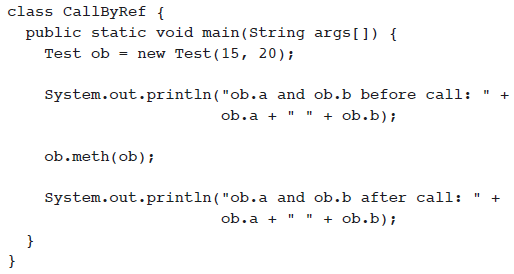 class CallByRef {
public static void main(String args[]) {
Test ob = new Test(15, 20);
System.out.println("ob.a and ob.b before call: " +
ob.a + " " + ob.b);
ob.meth(ob);
System.out.println("ob.a and ob.b after call: " +
ob.a + " " + ob.b);
}
}